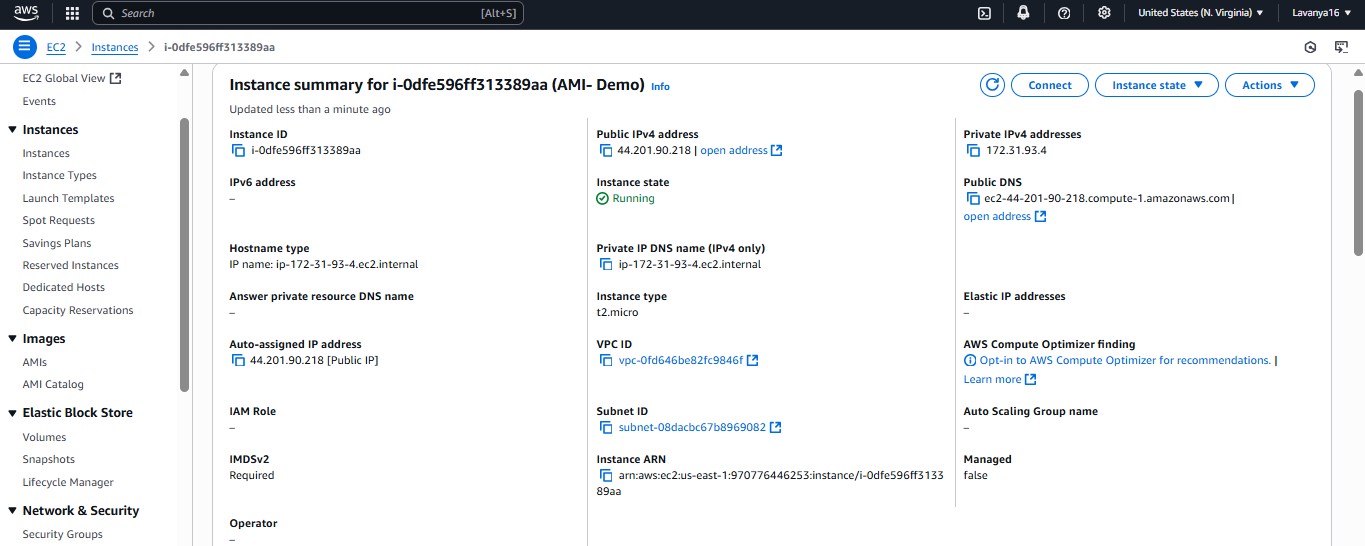 aws
Search
[Alt+S]
United States (N. Virginia)
Lavanya16
EC2
Instances
i-0dfe596ff313389aa
EC2 Global View
Events
Instances
Instances
Instance Types
Launch Templates
Spot Requests
Savings Plans
Reserved Instances
Dedicated Hosts
Capacity Reservations
Images
AMIs
AMI Catalog
Elastic Block Store
Volumes
Snapshots
Lifecycle Manager
Network & Security
Security Groups
Instance summary for i-0dfe596ff313389aa (AMI- Demo) Info
Updated less than a minute ago
Connect
Instance state
Actions
Instance ID
i-0dfe596ff313389aa
Public IPv4 address
44.201.90.218 | open address
Private IPv4 addresses
172.31.93.4
IPv6 address
–
Instance state
Running
Public DNS
ec2-44-201-90-218.compute-1.amazonaws.com |
open address
Hostname type
IP name: ip-172-31-93-4.ec2.internal
Private IP DNS name (IPv4 only)
ip-172-31-93-4.ec2.internal
Answer private resource DNS name
–
Instance type
t2.micro
Elastic IP addresses
–
Auto-assigned IP address
44.201.90.218 [Public IP]
VPC ID
vpc-0fd646be82fc9846f
AWS Compute Optimizer finding
Opt-in to AWS Compute Optimizer for recommendations. |
Learn more
IAM Role
–
Subnet ID
subnet-08dacbc67b8969082
Auto Scaling Group name
–
IMDSv2
Required
Instance ARN
arn:aws:ec2:us-east-1:970776446253:instance/i-0dfe596ff3133
89aa
Managed
false
Operator
–